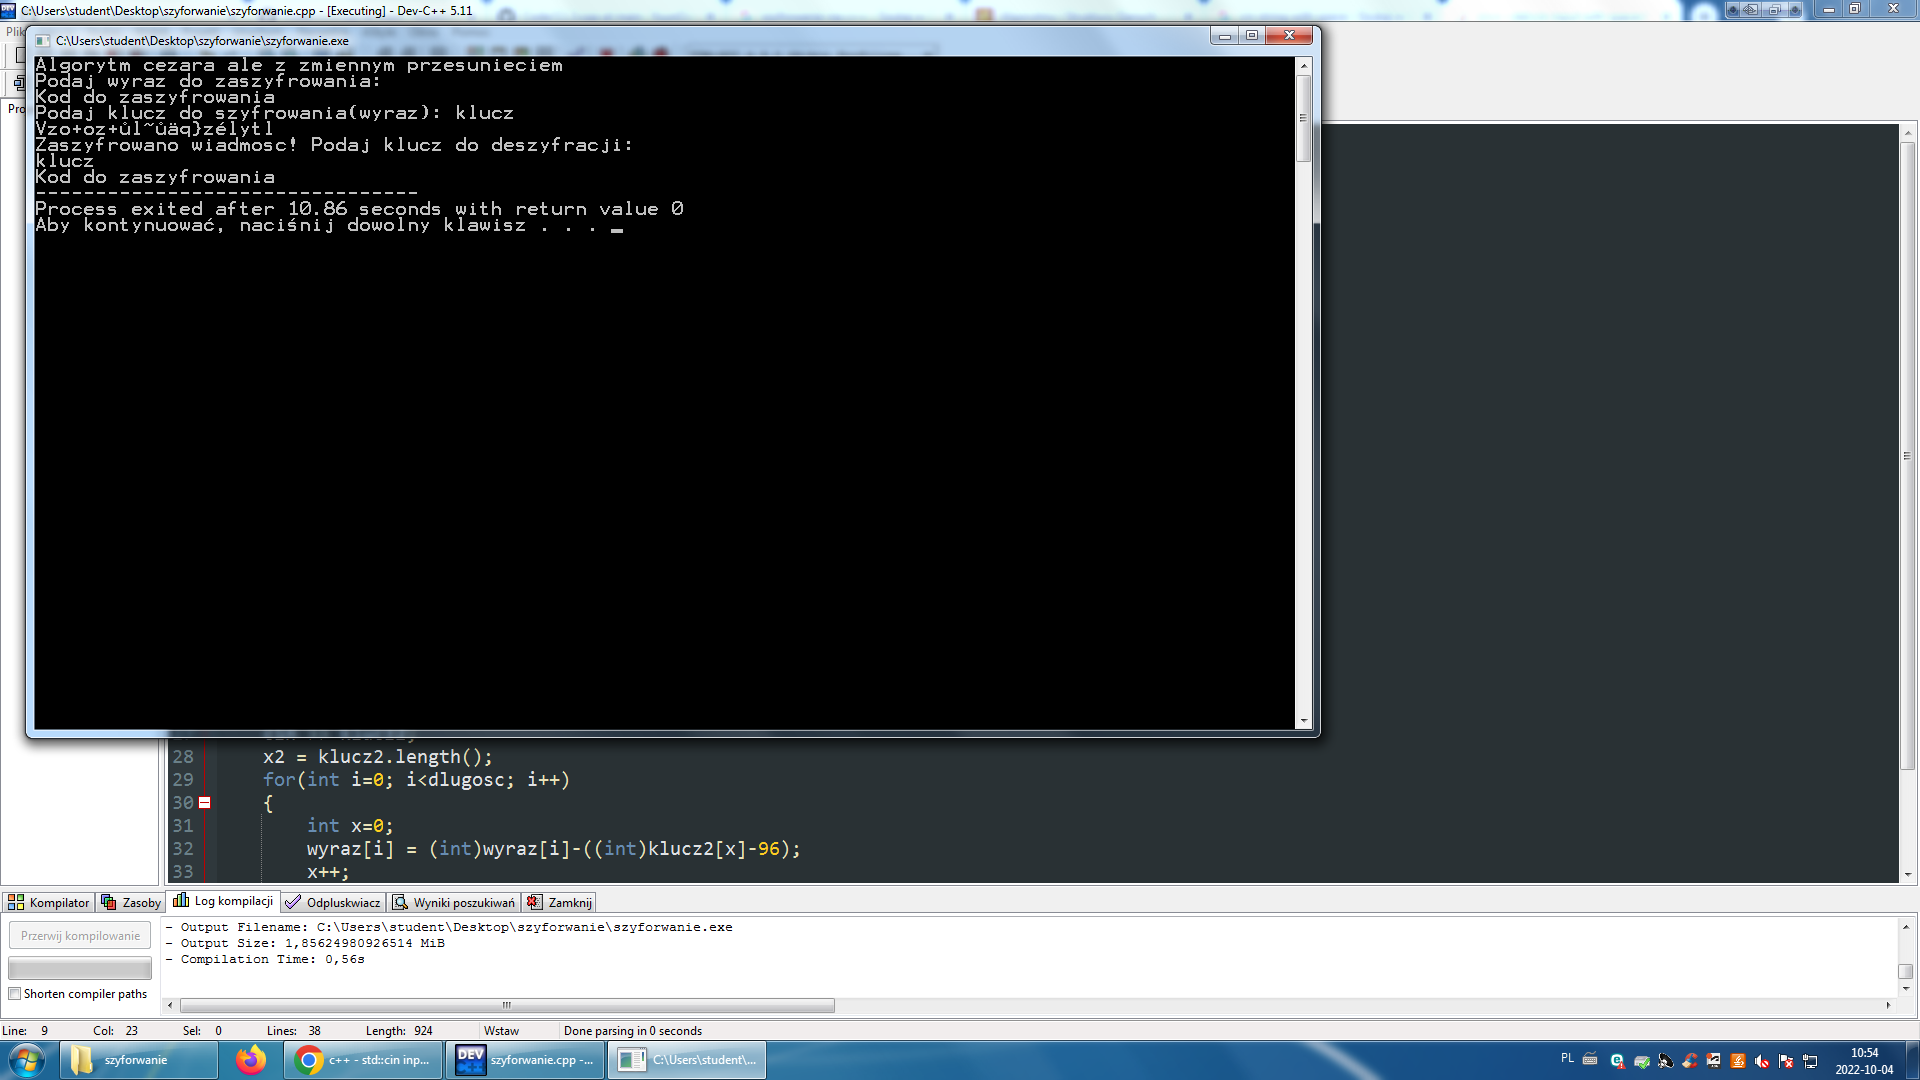 C:\Users\student\Desktop\szyforwanie\szyforwanie.cpp - [Executing] - Dev-C++ 5.11
Plik
C:\Users\student\Desktop\szyforwanie\szyforwanie.exe
Algorytm cezara ale z zmiennym przesunieciem
Podaj wyraz do zaszyfrowania:
Kod do zaszyfrowania
Podaj klucz do szyfrowania(wyraz): klucz
Vzo+oz+ůl~ůäq}zélytl
Zaszyfrowano wiadmosc! Podaj klucz do deszyfracji:
klucz
Kod do zaszyfrowania
--------------------------------
Process exited after 10.86 seconds with return value 0
Aby kontynuować, naciśnij dowolny klawisz . . .
28 x2 = klucz2.length();
29 for(int i=0; i<dlugosc; i++)
30 {
31 int x=0;
32 wyraz[i] = (int)wyraz[i]-((int)klucz2[x]-96);
33 x++;
Kompilator Zasoby Log kompilacji Odpluskwiacz Wyniki poszukiwań Zamknij
Przerwij kompilowanie
Shorten compiler paths
- Output Filename: C:\Users\student\Desktop\szyforwanie\szyforwanie.exe
- Output Size: 1,85624980926514 MiB
- Compilation Time: 0,56s
Line: 9 Col: 23 Sel: 0 Lines: 38 Length: 924 Wstaw Done parsing in 0 seconds
szyforwanie
c++ - std::cin inp...
DEV
szyforwanie.cpp -...
C:\Users\student\...
PL
10:54
2022-10-04